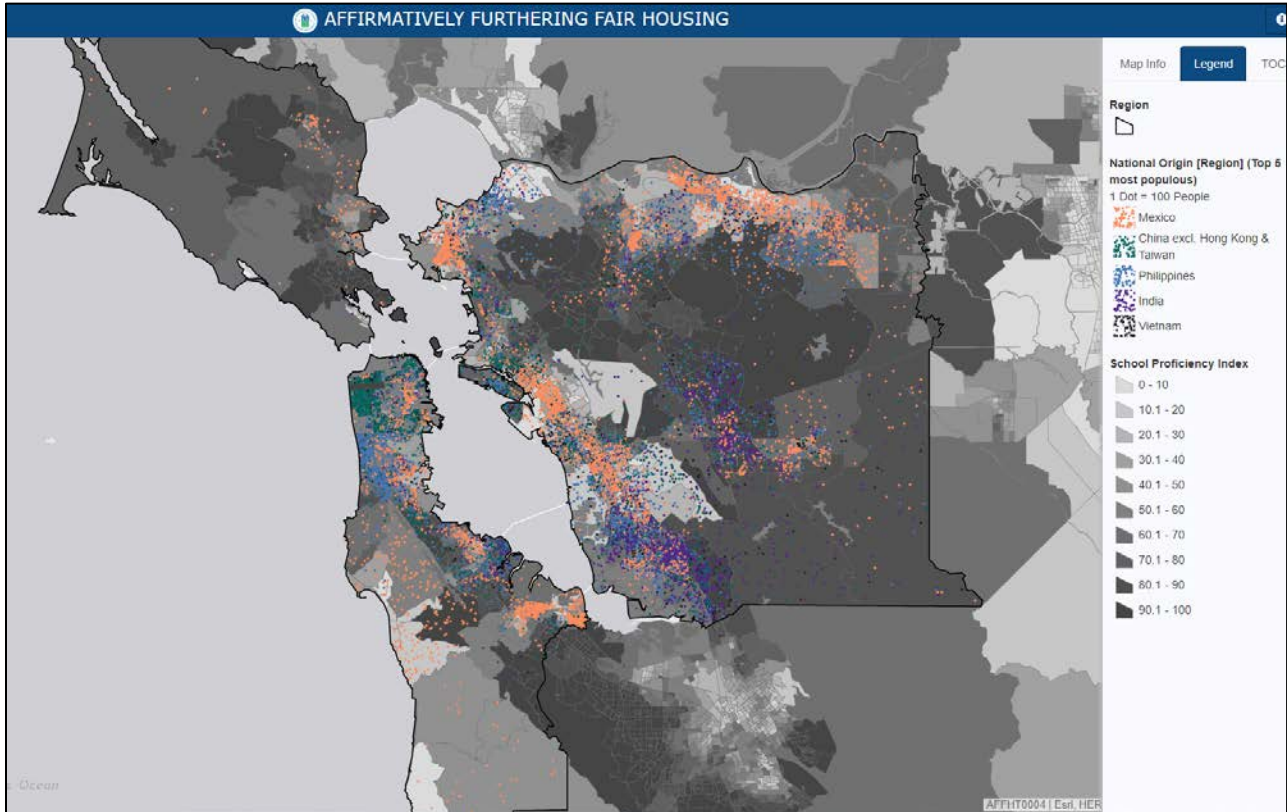 AFFIRMATIVELY FURTHERING FAIR HOUSING
Map Info
Legend
TOC
Region
National Origin [Region] (Top 5
most populous)
1 Dot = 100 People
Mexico
China excl. Hong Kong &
Taiwan
Philippines
India
Vietnam
School Proficiency Index
0 - 10
10.1 - 20
20.1 - 30
30.1 - 40
40.1 - 50
50.1 - 60
60.1 - 70
70.1 - 80
80.1 - 90
90.1 - 100
Ocean
AFFHT0004 | Esri, HER